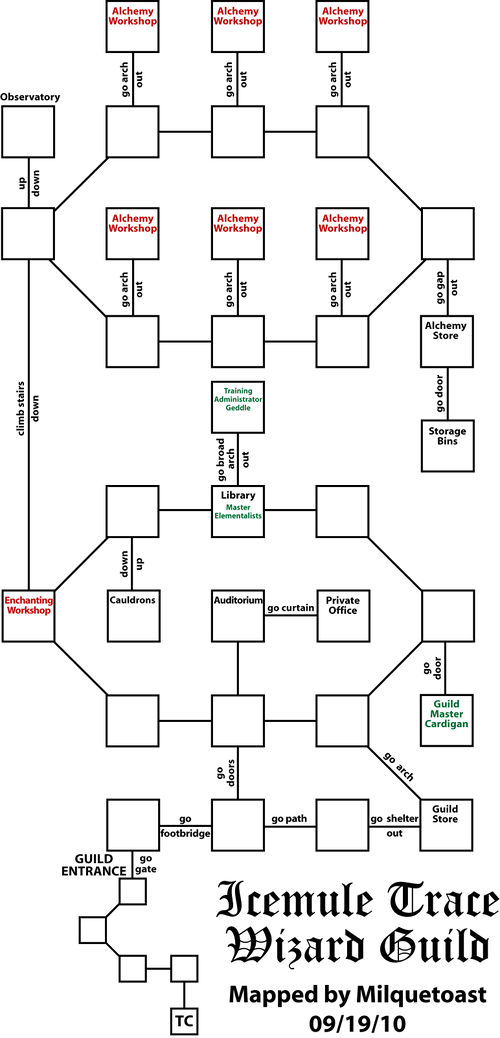 Alchemy
Workshop
Alchemy
Workshop
Alchemy
Workshop
go arch
out
go arch
out
go arch
out
Observatory
up
down
Alchemy
Workshop
Alchemy
Workshop
Alchemy
Workshop
go arch
out
go arch
out
go arch
out
go gap
out
Alchemy
Store
go door
Storage
Bins
climb stairs
down
Training
Administrator
Geddle
go broad
arch
out
Library
Master
Elementalists
down
up
Enchanting
Workshop
Cauldrons
Auditorium
go curtain
Private
Office
go
door
Guild
Master
Cardigan
go
doors
go arch
go
footbridge
go path
go shelter
out
Guild
Store
GUILD
ENTRANCE
go
gate
TC
Icemule Trace
Wizard Guild
Mapped by Milquetoast
09/19/10